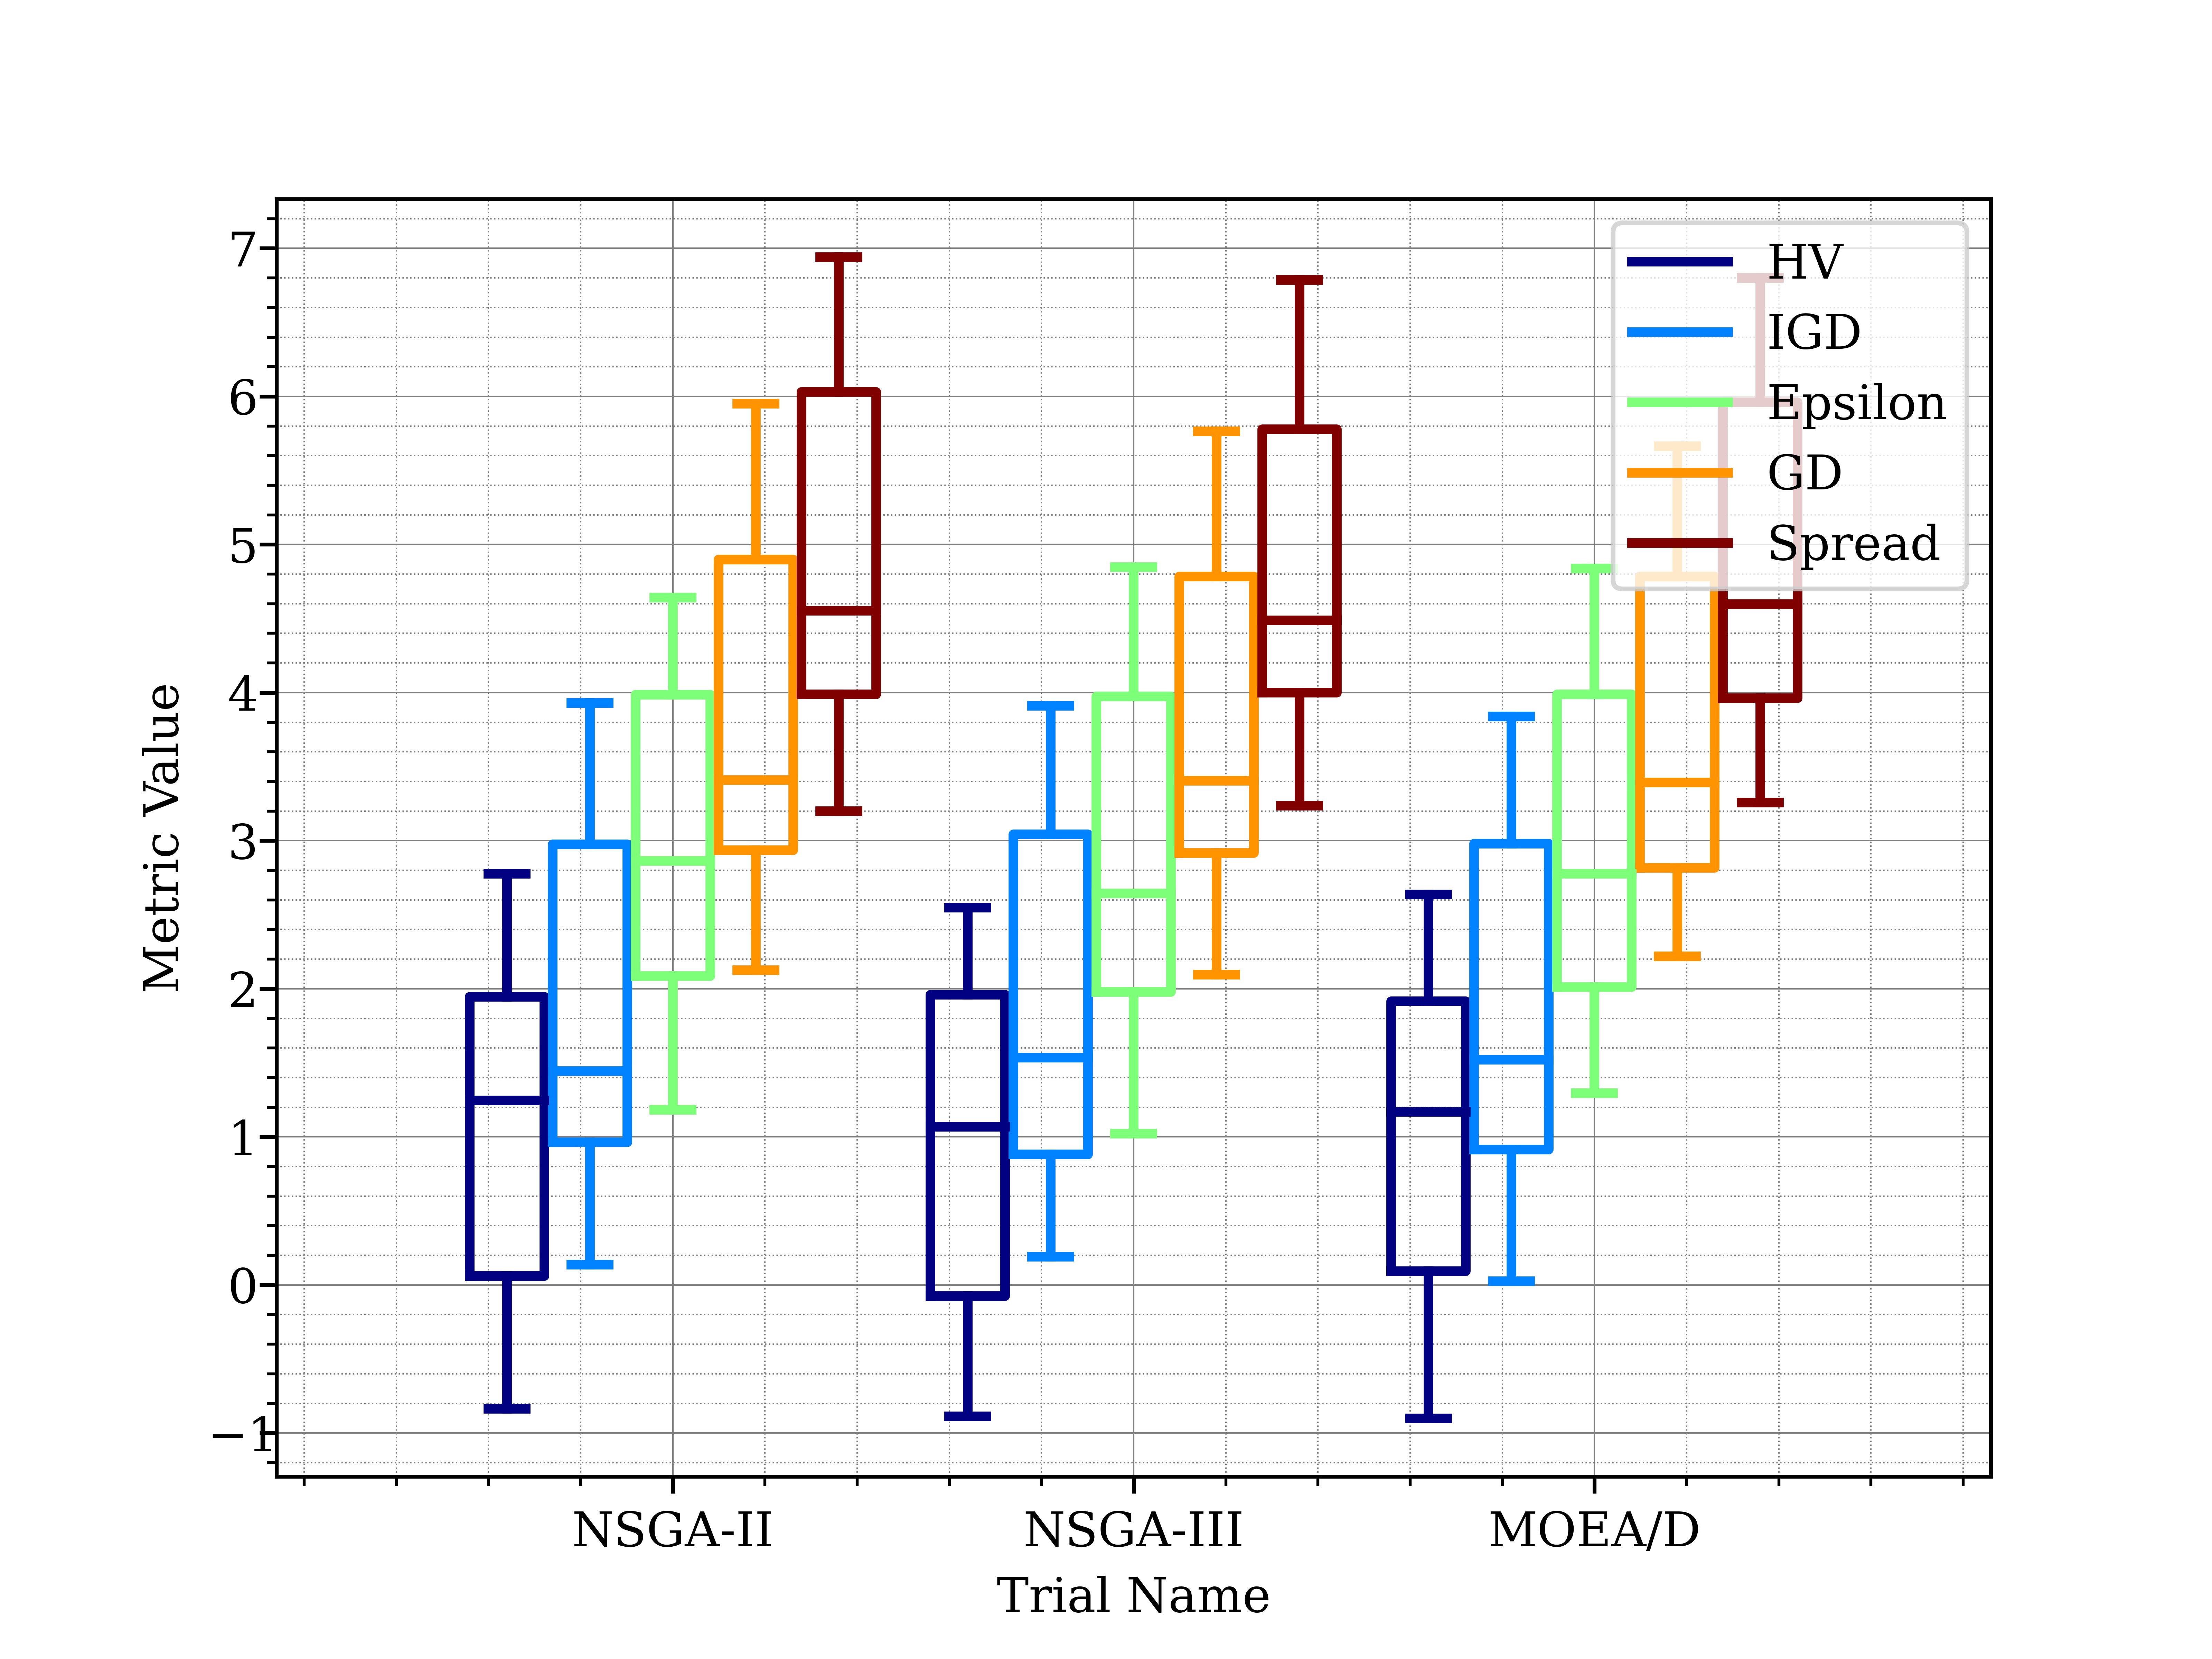 7
6
5
4
3
2
1
0
−1
Metric Value
HV
IGD
Epsilon
GD
Spread
NSGA-II
NSGA-III
MOEA/D
Trial Name